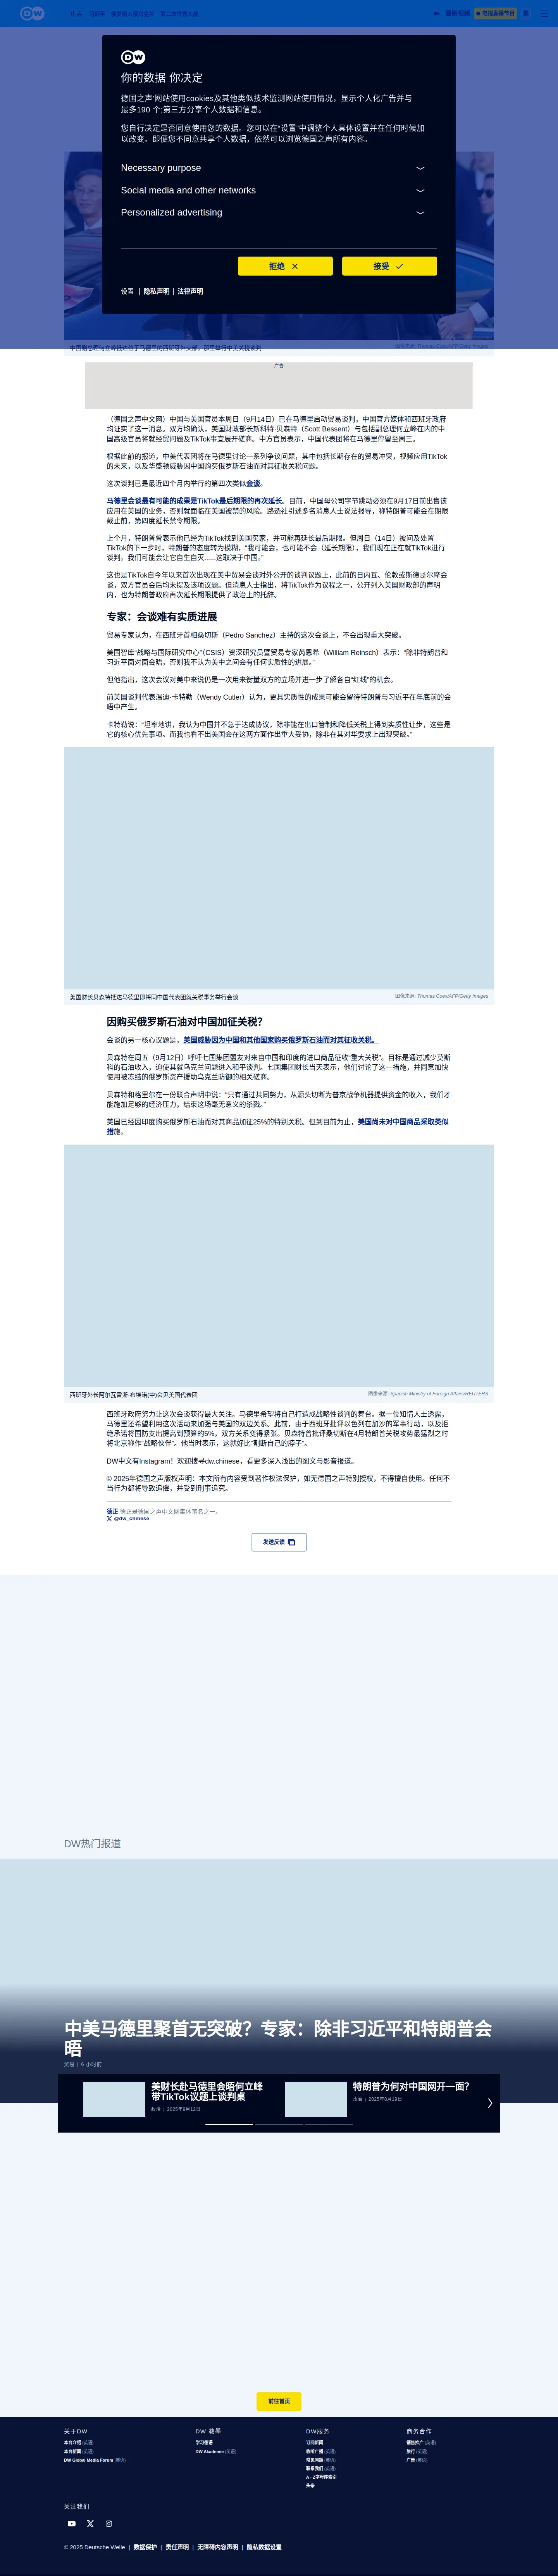 DW
最新视频
电视直播节目
DW
你的数据 你决定
德国之声'网站使用cookies及其他类似技术监测网站使用情况，显示个人化广告并与
最多190 个;第三方分享个人数据和信息。
您自行决定是否同意使用您的数据。您可以在“设置”中调整个人具体设置并在任何时候加
以改变。即便您不同意共享个人数据，依然可以浏览德国之声所有内容。
Necessary purpose
Social media and other networks
Personalized advertising
拒绝
接受
设置 | 隐私声明 | 法律声明
中国副总理何立峰抵达位于马德里的西班牙外交部，那里举行中美关税谈判
图像来源: Thomas Coex/AFP/Getty Images
广告
（德国之声中文网）中国与美国官员本周日（9月14日）已在马德里启动贸易谈判，中国官方媒体和西班牙政府
均证实了这一消息。双方均确认，美国财政部长斯科特·贝森特（Scott Bessent）与包括副总理何立峰在内的中
国高级官员将就经贸问题及TikTok事宜展开磋商。中方官员表示，中国代表团将在马德里停留至周三。
根据此前的报道，中美代表团将在马德里讨论一系列争议问题，其中包括长期存在的贸易冲突，视频应用TikTok
的未来，以及华盛顿威胁因中国购买俄罗斯石油而对其征收关税问题。
这次谈判已是最近四个月内举行的第四次类似会谈。
马德里会谈最有可能的成果是TikTok最后期限的再次延长。目前，中国母公司字节跳动必须在9月17日前出售该
应用在美国的业务，否则就面临在美国被禁的风险。路透社引述多名消息人士说法报导，称特朗普可能会在期限
截止前，第四度延长禁令期限。
上个月，特朗普曾表示他已经为TikTok找到美国买家，并可能再延长最后期限。但周日（14日）被问及处置
TikTok的下一步时，特朗普的态度转为模糊，“我可能会，也可能不会（延长期限），我们现在正在就TikTok进行
谈判。我们可能会让它自生自灭......这取决于中国。”
这也是TikTok自今年以来首次出现在美中贸易会谈对外公开的谈判议题上，此前的日内瓦、伦敦或斯德哥尔摩会
谈，双方官员会后均未提及该项议题。但消息人士指出，将TikTok作为议程之一，公开列入美国财政部的声明
内，也为特朗普政府再次延长期限提供了政治上的托辞。
专家：会谈难有实质进展
贸易专家认为，在西班牙首相桑切斯（Pedro Sanchez）主持的这次会谈上，不会出现重大突破。
美国智库“战略与国际研究中心”（CSIS）资深研究员暨贸易专家芮恩希（William Reinsch）表示：“除非特朗普和
习近平面对面会晤，否则我不认为美中之间会有任何实质性的进展。”
但他指出，这次会议对美中来说仍是一次用来衡量双方的立场并进一步了解各自“红线”的机会。
前美国谈判代表温迪·卡特勒（Wendy Cutler）认为，更具实质性的成果可能会留待特朗普与习近平在年底前的会
晤中产生。
卡特勒说：“坦率地讲，我认为中国并不急于达成协议，除非能在出口管制和降低关税上得到实质性让步，这些是
它的核心优先事项。而我也看不出美国会在这两方面作出重大妥协，除非在其对华要求上出现突破。”
美国财长贝森特抵达马德里即将同中国代表团就关税事务举行会谈
图像来源: Thomas Coex/AFP/Getty Images
因购买俄罗斯石油对中国加征关税？
会谈的另一核心议题是，美国威胁因为中国和其他国家购买俄罗斯石油而对其征收关税。
贝森特在周五（9月12日）呼吁七国集团盟友对来自中国和印度的进口商品征收“重大关税”。目标是通过减少莫斯
科的石油收入，迫使其就乌克兰问题进入和平谈判。七国集团财长当天表示，他们讨论了这一措施，并同意加快
使用被冻结的俄罗斯资产援助乌克兰防御的相关磋商。
贝森特和格里尔在一份联合声明中说：“只有通过共同努力，从源头切断为普京战争机器提供资金的收入，我们才
能施加足够的经济压力，结束这场毫无意义的杀戮。”
美国已经因印度购买俄罗斯石油而对其商品加征25%的特别关税。但到目前为止，美国尚未对中国商品采取类似
措施。
西班牙外长阿尔瓦雷斯·布埃诺(中)会见美国代表团
图像来源: Spanish Ministry of Foreign Affairs/REUTERS
西班牙政府努力让这次会谈获得最大关注。马德里希望将自己打造成战略性谈判的舞台，据一位知情人士透露，
马德里还希望利用这次活动来加强与美国的双边关系。此前，由于西班牙批评以色列在加沙的军事行动，以及拒
绝承诺将国防支出提高到预算的5%，双方关系变得紧张。贝森特曾批评桑切斯在4月特朗普关税攻势最猛烈之时
将北京称作“战略伙伴”。他当时表示，这就好比“割断自己的脖子”。
DW中文有Instagram！欢迎搜寻dw.chinese，看更多深入浅出的图文与影音报道。
© 2025年德国之声版权声明：本文所有内容受到著作权法保护，如无德国之声特别授权，不得擅自使用。任何不
当行为都将导致追偿，并受到刑事追究。
德正 德正是德国之声中文网集体笔名之一。
@dw_chinese
发送反馈
DW热门报道
中美马德里聚首无突破？专家：除非习近平和特朗普会
晤
贸易 | 6 小时前
美财长赴马德里会晤何立峰
带TikTok议题上谈判桌
政治 | 2025年9月12日
特朗普为何对中国网开一面？
政治 | 2025年8月19日
前往首页
关于DW
本台介绍 (英语)
本台新闻 (英语)
DW Global Media Forum (英语)
DW 教学
学习德语
DW Akademie (英语)
DW服务
订阅新闻
收听广播 (英语)
常见问题 (英语)
联系我们 (英语)
A - Z字母序索引
头条
商务合作
销售推广 (英语)
旅行 (英语)
广告 (英语)
关注我们
© 2025 Deutsche Welle | 数据保护 | 责任声明 | 无障碍内容声明 | 隐私数据设置